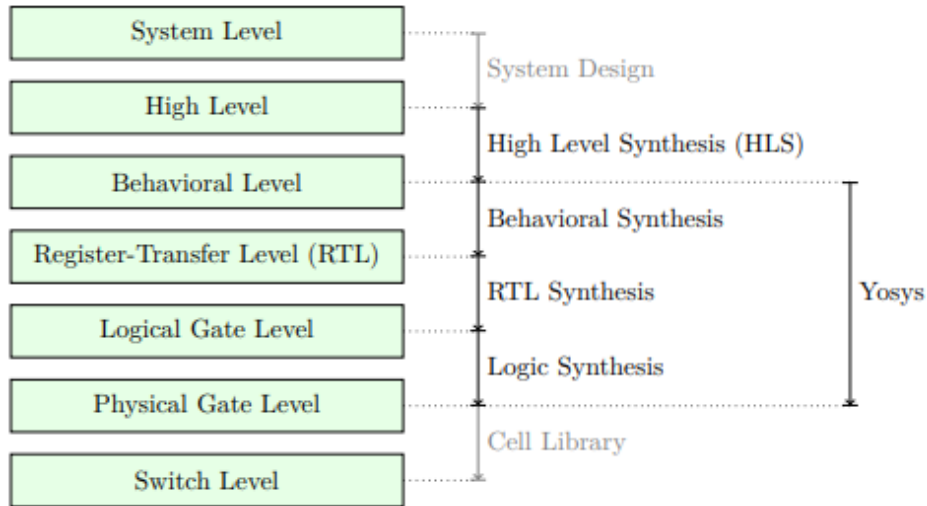 System Level
System Design
High Level
High Level Synthesis (HLS)
Behavioral Level
Behavioral Synthesis
Register-Transfer Level (RTL)
RTL Synthesis
Yosys
Logical Gate Level
Logic Synthesis
Physical Gate Level
Cell Library
Switch Level